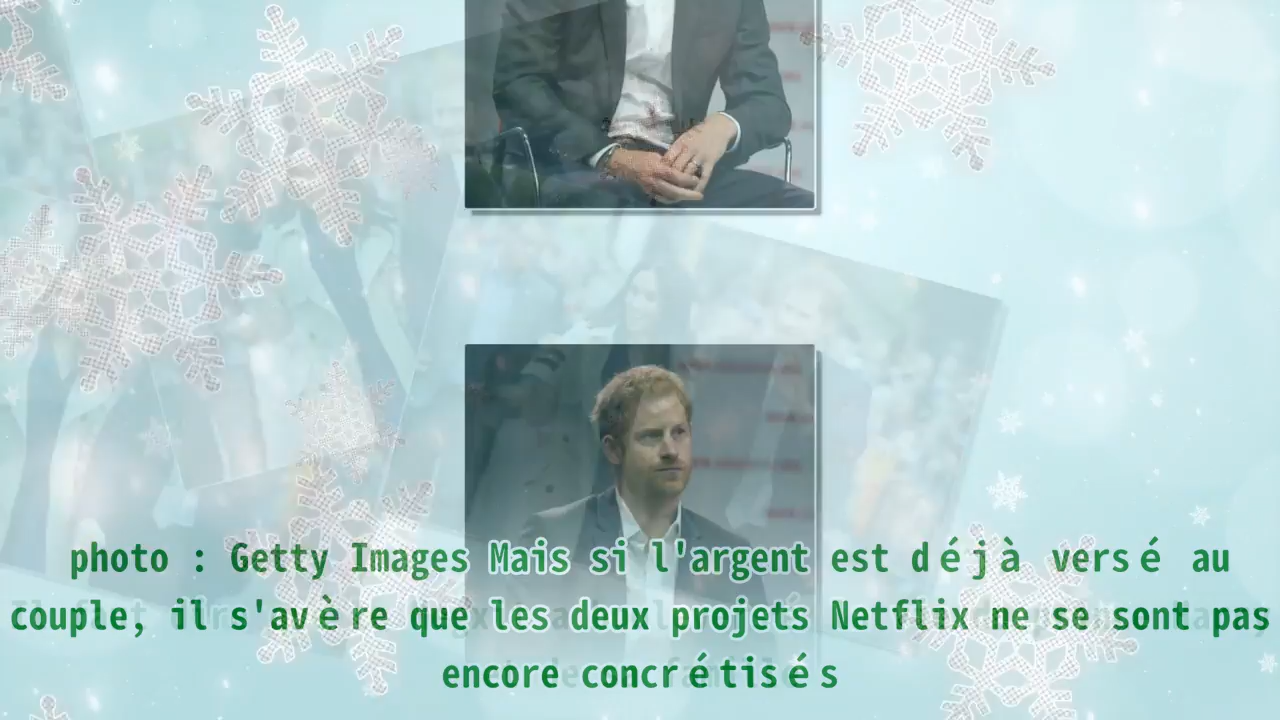 photo : Getty Images Mais si l'argent est déjà versé au
couple, il s'avère que les deux projets Netflix ne se sont pas
encore concrétisés